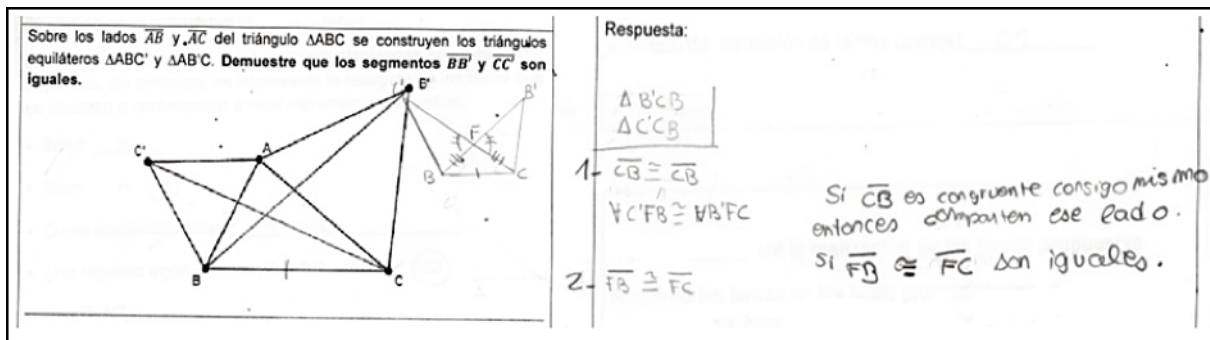 Sobre los lados AB y AC del triángulo ΔABC se construyen los triángulos
equiláteros ΔABC' y ΔAB'C. Demuestre que los segmentos BB' y CC' son
iguales.
C'
B'
B'
F
B
C
C'
A
B
C
Respuesta:
Δ B'CB
Δ C'CB
1- CB ≅ CB
∀ C'FB ≅ ∀B'FC
2- FB ≅ FC
Si CB es congruente consigo mismo
entonces comparten ese lado.
si FB ≅ FC son iguales.